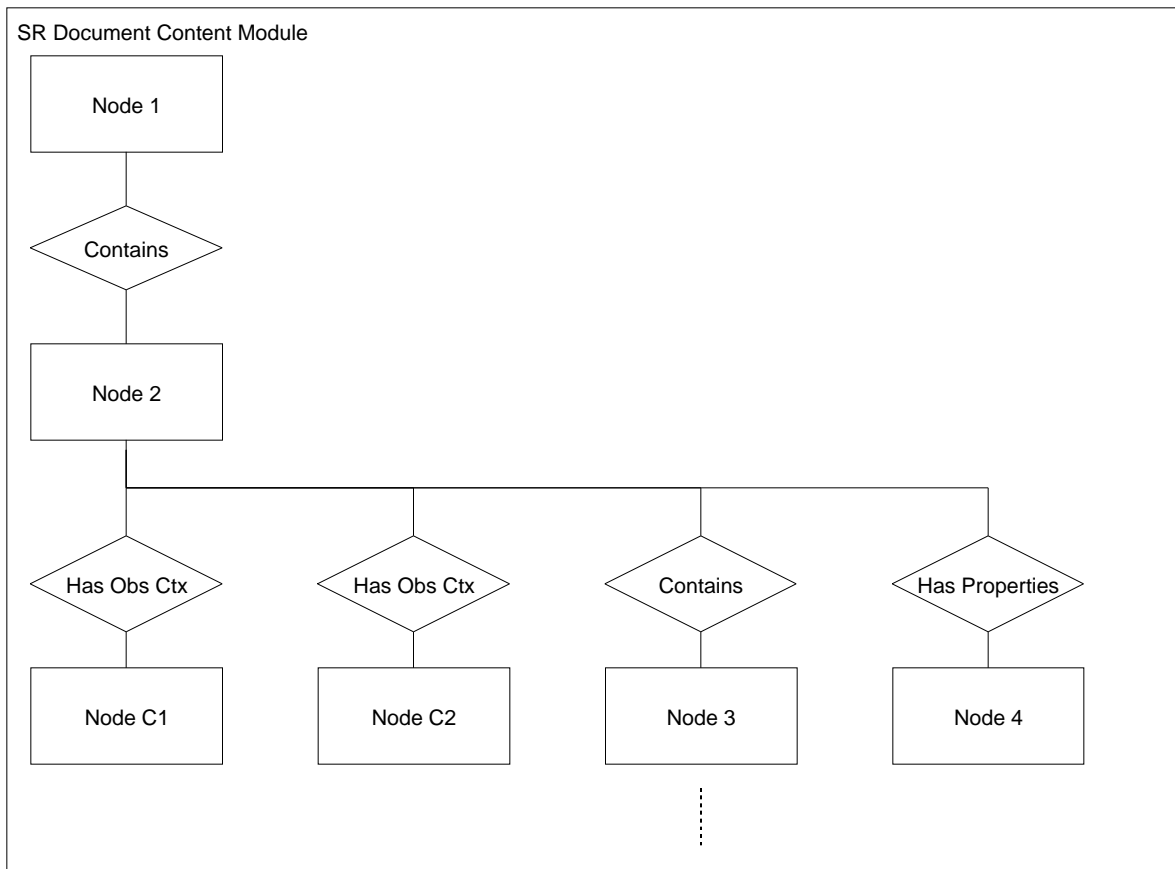 SR Document Content Module
Node 1
Contains
Node 2
Has Obs Ctx
Has Obs Ctx
Contains
Has Properties
Node C1
Node C2
Node 3
Node 4